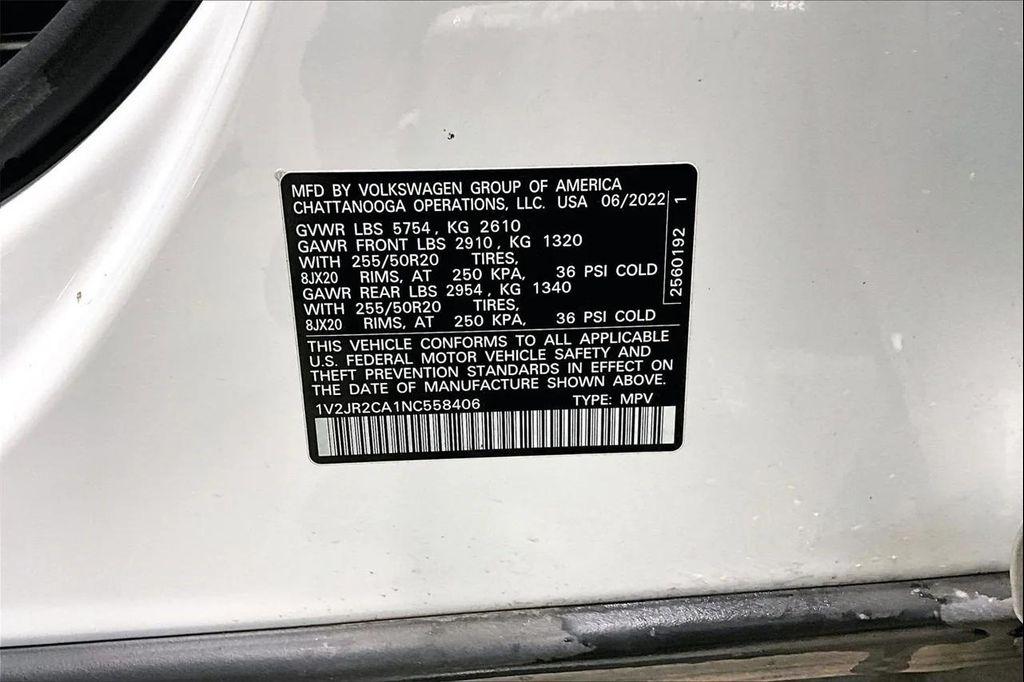 MFD BY VOLKSWAGEN GROUP OF AMERICA
CHATTANOOGA OPERATIONS, LLC. USA 06/2022
GVWR LBS 5754, KG 2610
GAWR FRONT LBS 2910, KG 1320
WITH 255/50R20 TIRES,
8JX20 RIMS, AT 250 KPA, 36 PSI COLD
GAWR REAR LBS 2954, KG 1340
WITH 255/50R20 TIRES,
8JX20 RIMS, AT 250 KPA, 36 PSI COLD
THIS VEHICLE CONFORMS TO ALL APPLICABLE
U.S. FEDERAL MOTOR VEHICLE SAFETY AND
THEFT PREVENTION STANDARDS IN EFFECT ON
THE DATE OF MANUFACTURE SHOWN ABOVE.
1V2JR2CA1NC558406 TYPE: MPV
2560192 1